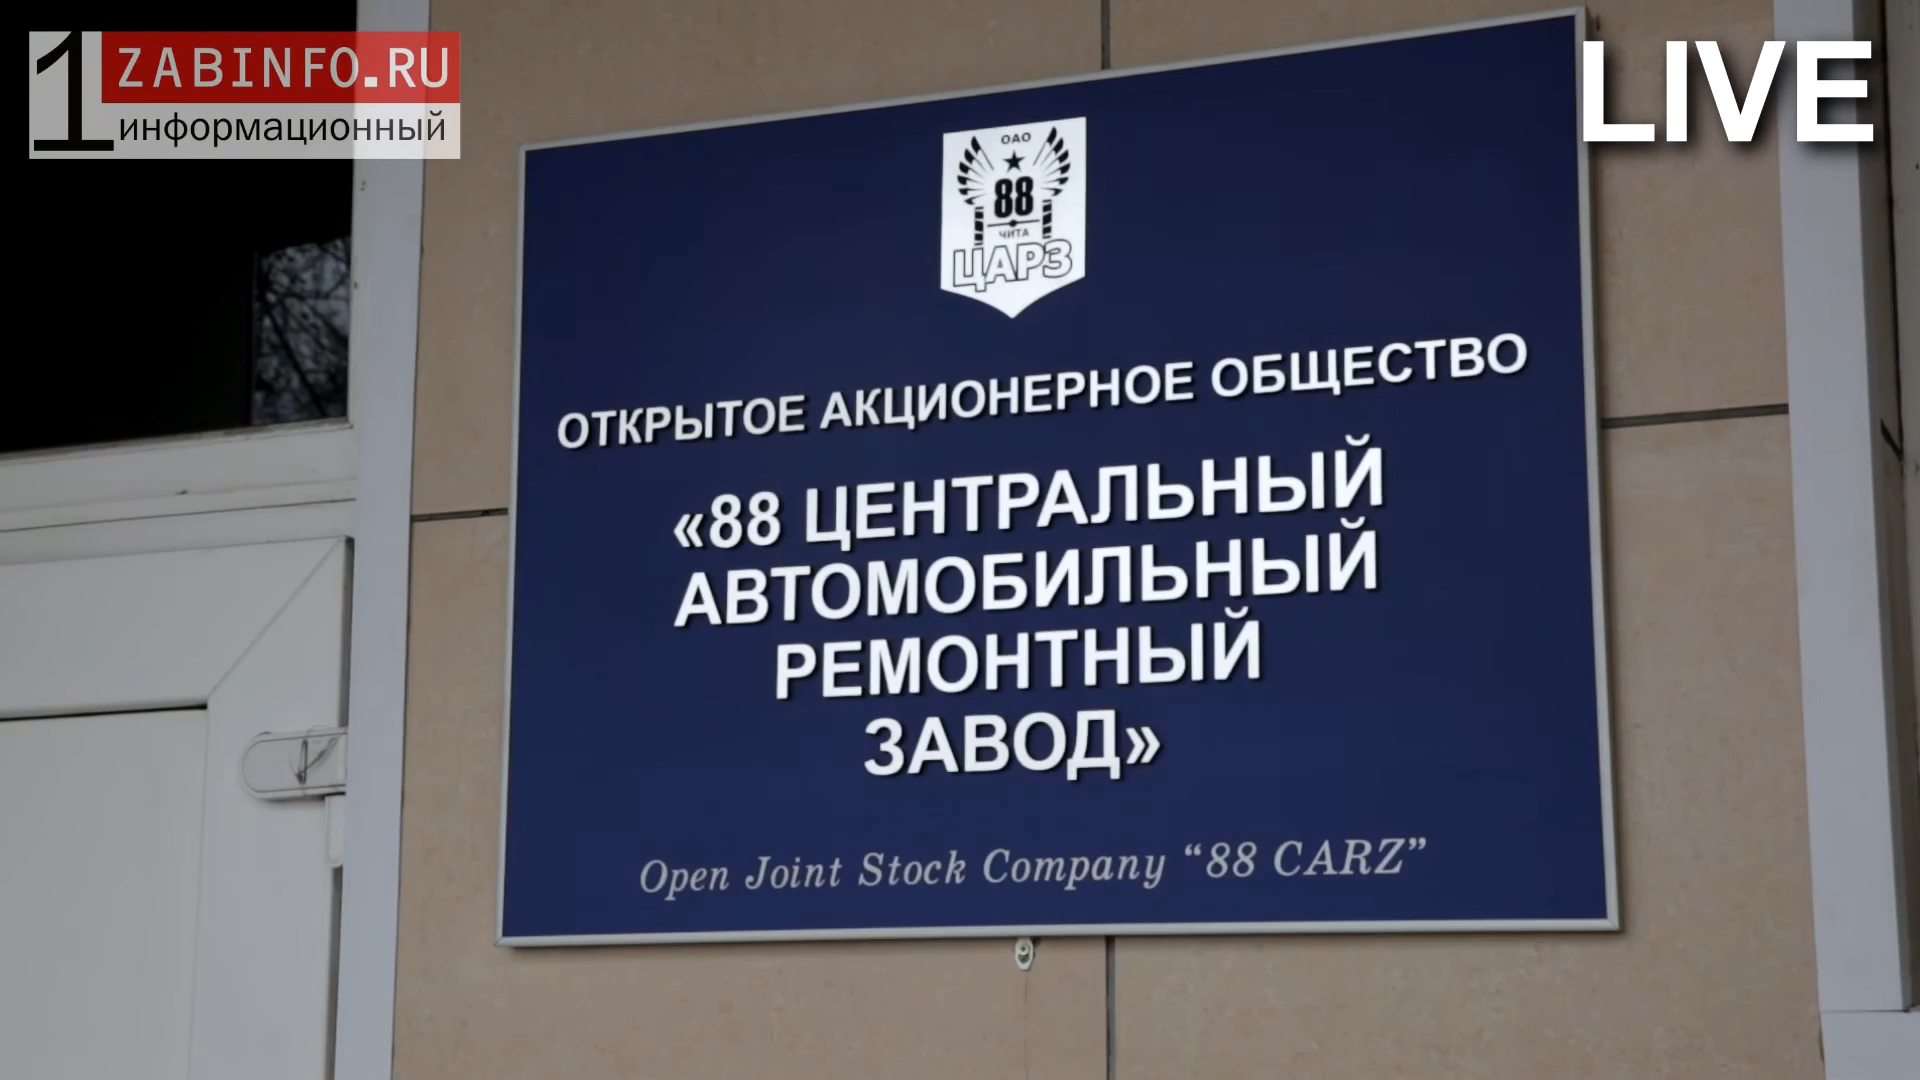 1 ZABINFO.RU
информационный
LIVE
ОАО
88
ЧИТА
ЦАРЗ
ОТКРЫТОЕ АКЦИОНЕРНОЕ ОБЩЕСТВО
«88 ЦЕНТРАЛЬНЫЙ
АВТОМОБИЛЬНЫЙ
РЕМОНТНЫЙ
ЗАВОД»
Open Joint Stock Company “88 CARZ”